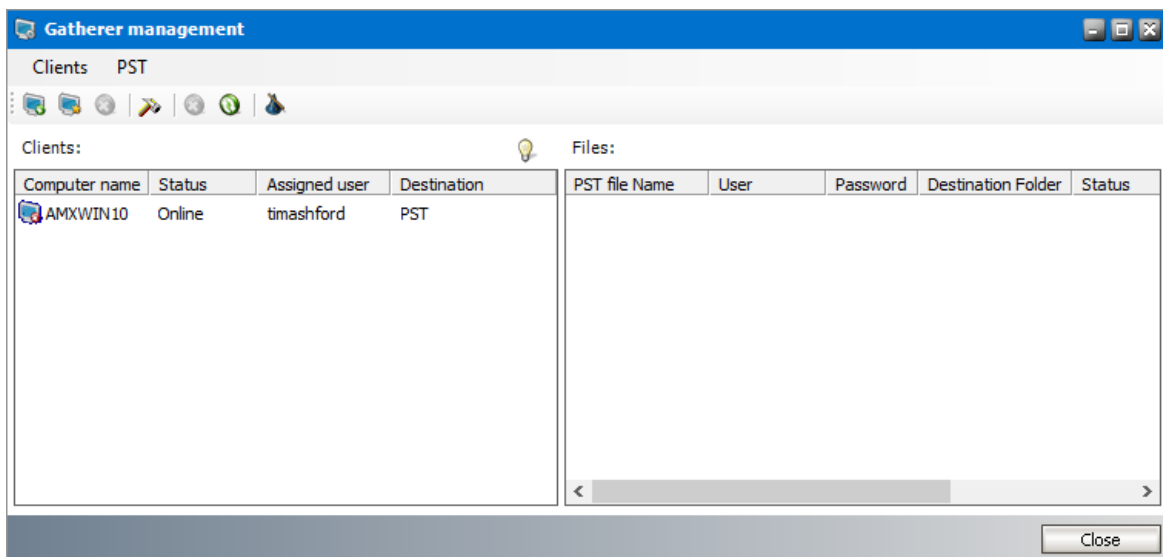 Gatherer management
Clients PST
Clients:
Files:
Computer name Status Assigned user Destination
AMXWIN10 Online timashford PST
PST file Name User Password Destination Folder Status
Close